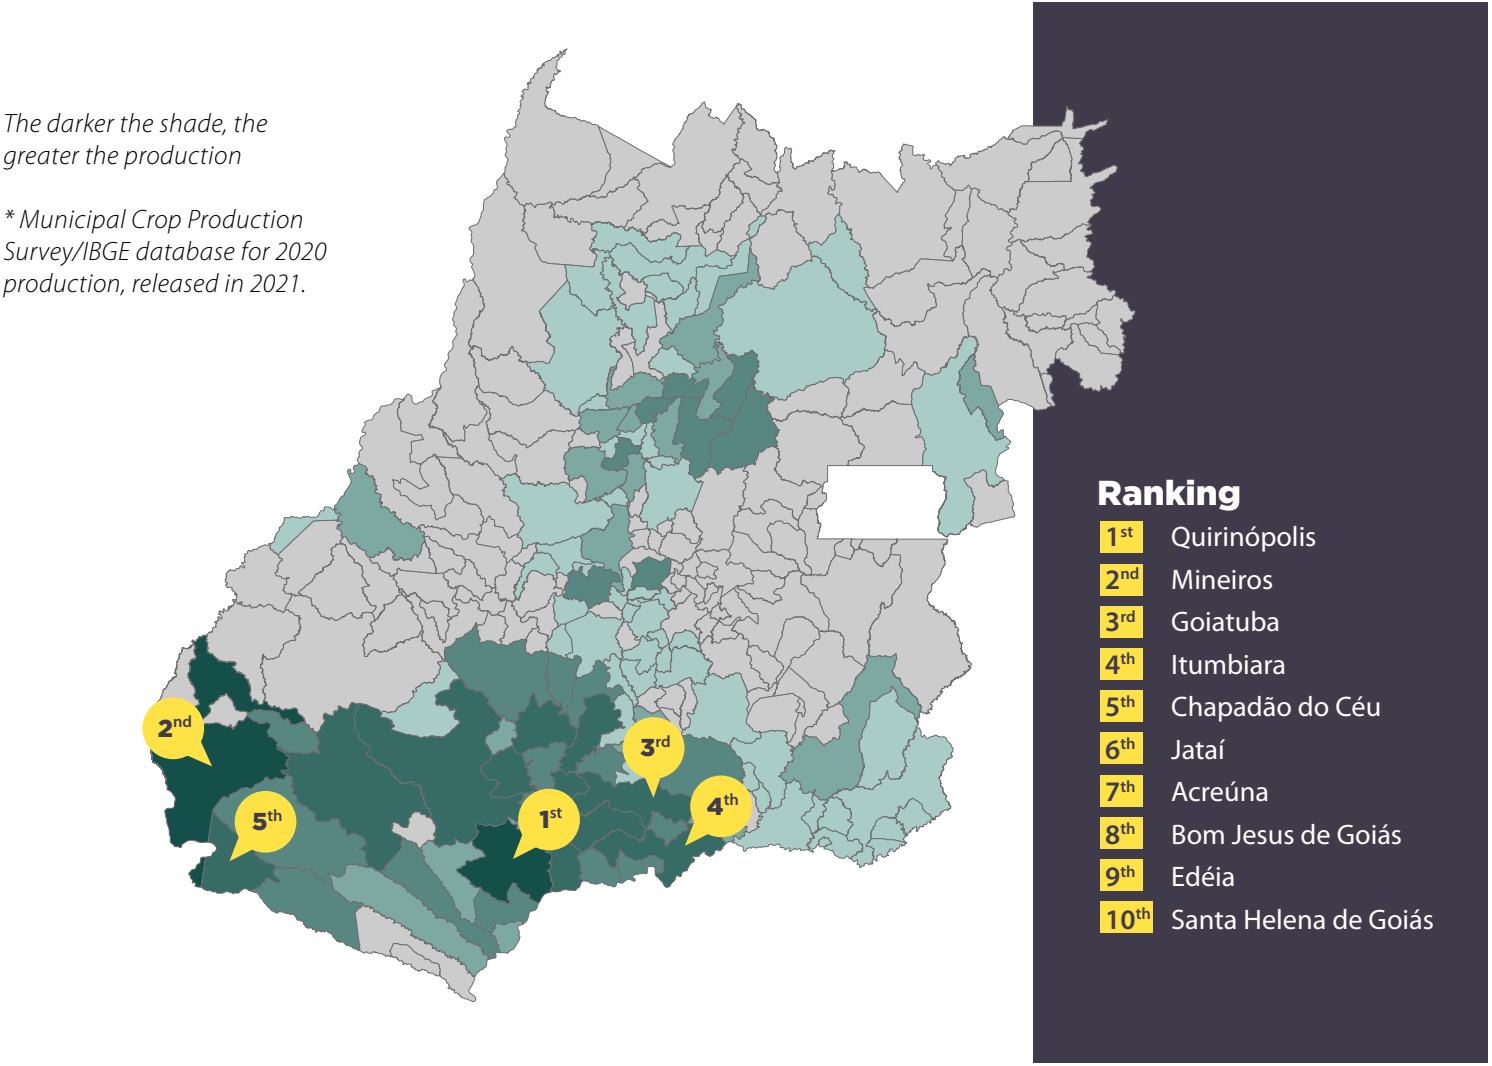 The darker the shade, the
greater the production
* Municipal Crop Production
Survey/IBGE database for 2020
production, released in 2021.
2nd
3rd
4th
5th
1st
Ranking
1st Quirinópolis
2nd Mineiros
3rd Goiatuba
4th Itumbiara
5th Chapadão do Céu
6th Jataí
7th Acreúna
8th Bom Jesus de Goiás
9th Edéia
10th Santa Helena de Goiás